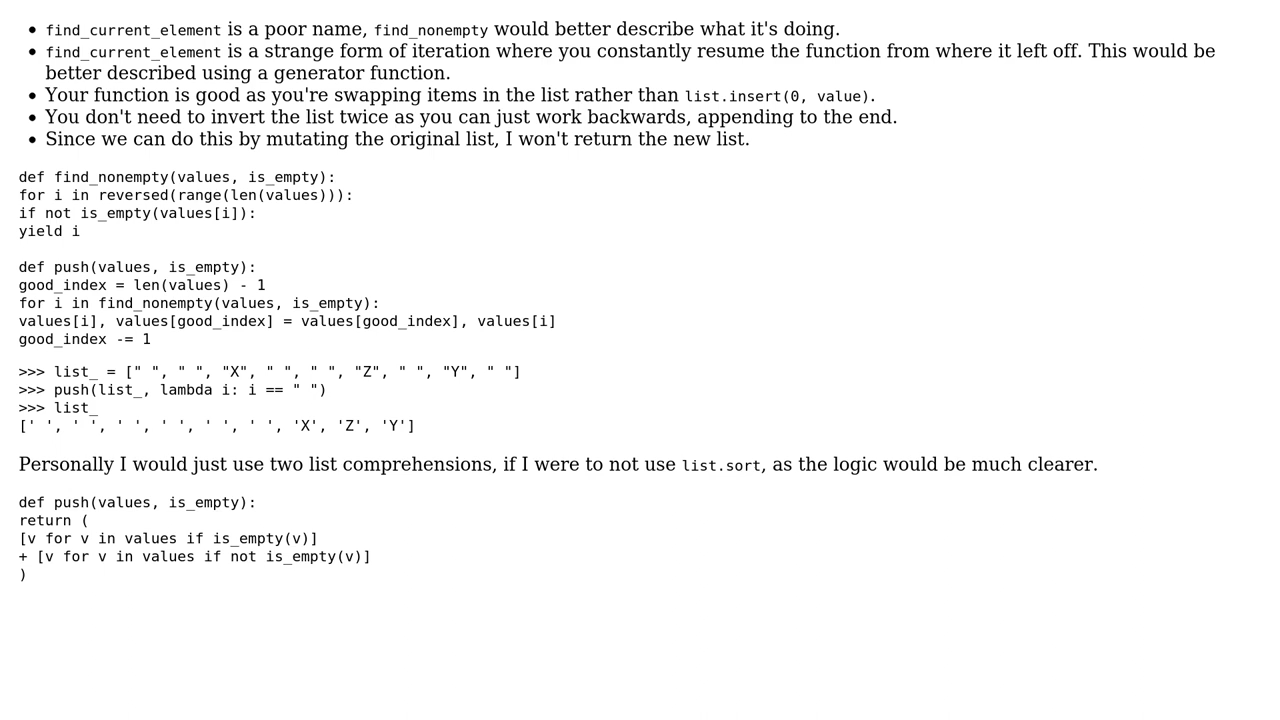 • find_current_element is a poor name, find_nonempty would better describe what it's doing.
• find_current_element is a strange form of iteration where you constantly resume the function from where it left off. This would be
better described using a generator function.
• Your function is good as you're swapping items in the list rather than list.insert(0, value).
• You don't need to invert the list twice as you can just work backwards, appending to the end.
• Since we can do this by mutating the original list, I won't return the new list.
def find_nonempty(values, is_empty):
for i in reversed(range(len(values))):
if not is_empty(values[i]):
yield i
def push(values, is_empty):
good_index = len(values) - 1
for i in find_nonempty(values, is_empty):
values[i], values[good_index] = values[good_index], values[i]
good_index -= 1
>>> list_ = [" ", " ", "X", " ", " ", "Z", " ", "Y", " "]
>>> push(list_, lambda i: i == " ")
>>> list_
[' ', ' ', ' ', ' ', ' ', ' ', 'X', 'Z', 'Y']
Personally I would just use two list comprehensions, if I were to not use list.sort, as the logic would be much clearer.
def push(values, is_empty):
return (
[v for v in values if is_empty(v)]
+ [v for v in values if not is_empty(v)]
)